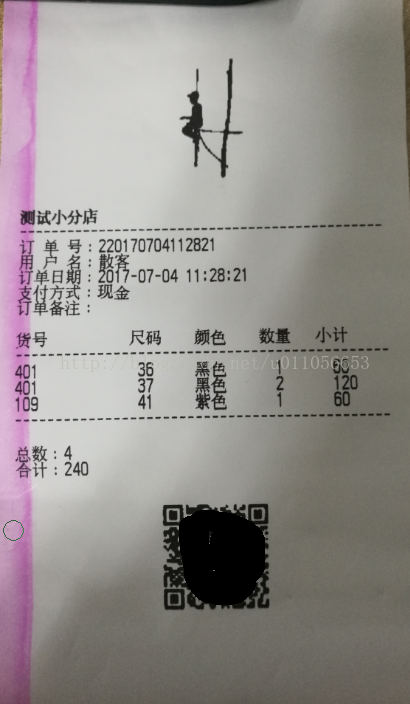 测试小分店
订 单 号：220170704112821
用 户 名：散客
订单日期：2017-07-04 11:28:21
支付方式：现金
订单备注：
货号 尺码 颜色 数量 小计
401 36 黑色 1 60
401 37 黑色 2 120
109 41 紫色 1 60
总数：4
合计：240